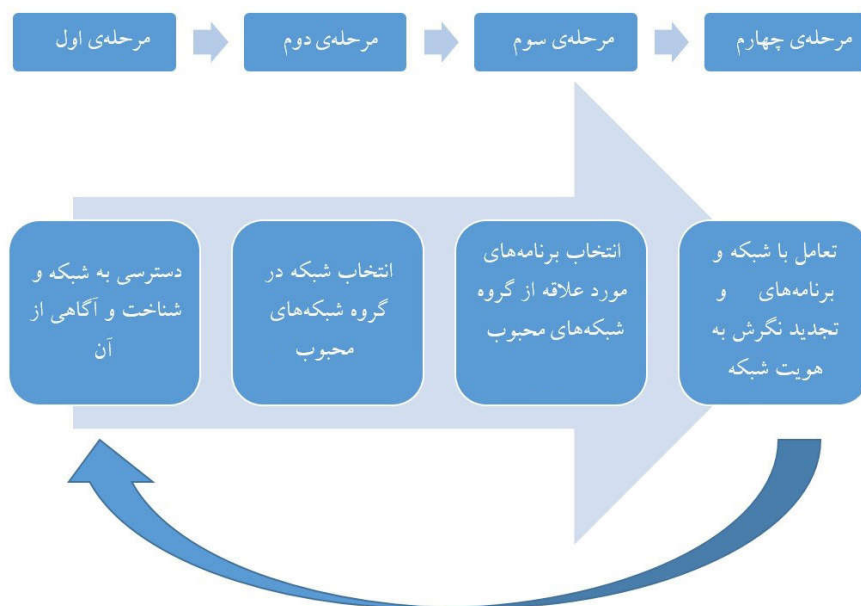 مرحله‌ی اول
مرحله‌ی دوم
مرحله‌ی سوم
مرحله‌ی چهارم
دسترسی به شبکه و
شناخت و آگاهی از
آن
انتخاب شبکه در
گروه شبکه‌های
محبوب
انتخاب برنامه‌های
مورد علاقه از گروه
شبکه‌های محبوب
تعامل با شبکه و
برنامه‌های و
تجدید نگرش به
هویت شبکه